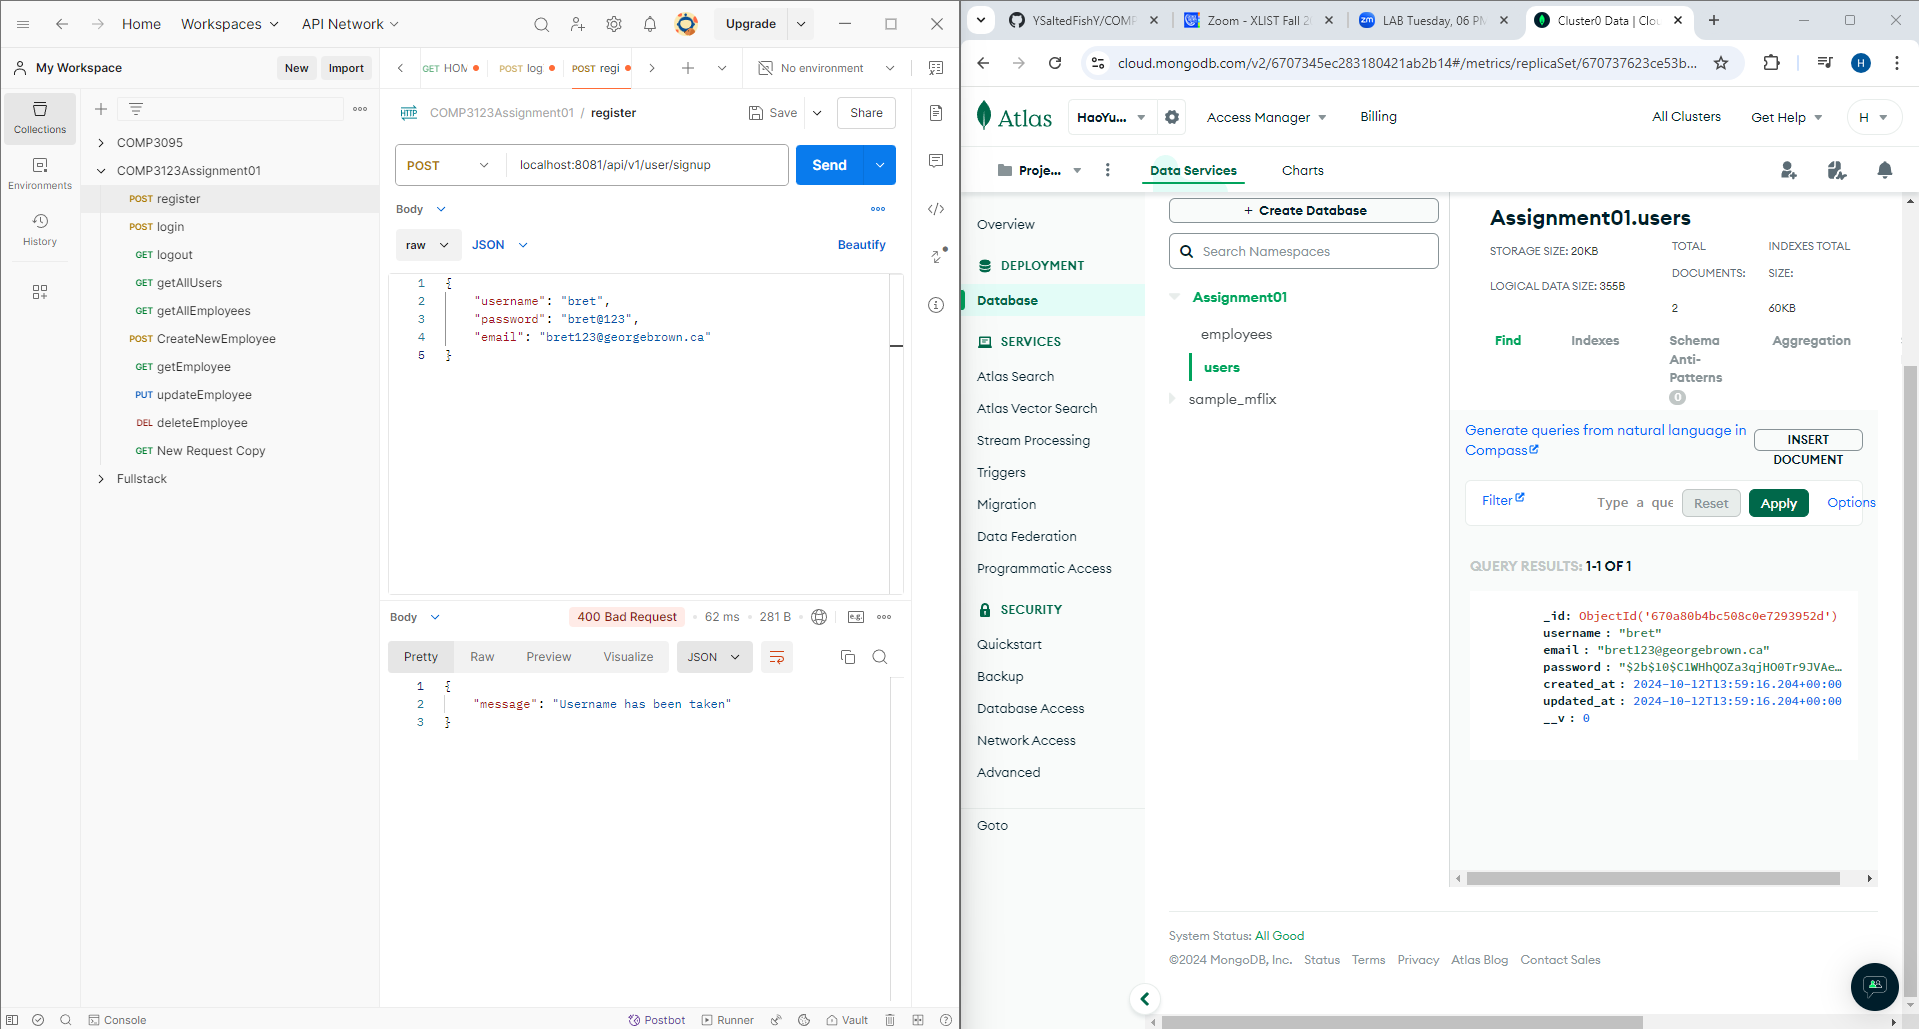 Home
Workspaces
API Network
Upgrade
My Workspace
New
Import
GET HOM
POST log
POST regi
No environment
Collections
Environments
History
COMP3095
COMP3123Assignment01
POST register
POST login
GET logout
GET getAllUsers
GET getAllEmployees
POST CreateNewEmployee
GET getEmployee
PUT updateEmployee
DEL deleteEmployee
GET New Request Copy
Fullstack
HTTP COMP3123Assignment01 / register
Save
Share
POST
localhost:8081/api/v1/user/signup
Send
Body
raw
JSON
Beautify
1 {
2 "username": "bret",
3 "password": "bret@123",
4 "email": "bret123@georgebrown.ca"
5 }
Body
400 Bad Request
62 ms
281 B
e.g.
Pretty
Raw
Preview
Visualize
JSON
1 {
2 "message": "Username has been taken"
3 }
Console
Postbot
Runner
Vault
YSaltedFishY/COMP
Zoom - XLIST Fall 2
zm LAB Tuesday, 06 PM
Cluster0 Data | Clou
cloud.mongodb.com/v2/6707345ec283180421ab2b14#/metrics/replicaSet/670737623ce53b...
H
Atlas
HaoYu...
Access Manager
Billing
All Clusters
Get Help
H
Proje...
Data Services
Charts
Overview
DEPLOYMENT
Database
SERVICES
Atlas Search
Atlas Vector Search
Stream Processing
Triggers
Migration
Data Federation
Programmatic Access
SECURITY
Quickstart
Backup
Database Access
Network Access
Advanced
Goto
+ Create Database
Search Namespaces
Assignment01
employees
users
sample_mflix
Assignment01.users
STORAGE SIZE: 20KB
LOGICAL DATA SIZE: 355B
TOTAL
DOCUMENTS:
2
INDEXES TOTAL
SIZE:
60KB
Find
Indexes
Schema
Anti-
Patterns
0
Aggregation
Generate queries from natural language in
Compass
INSERT
DOCUMENT
Filter
Type a que
Reset
Apply
Options
QUERY RESULTS: 1-1 OF 1
_id: ObjectId('670a80b4bc508c0e7293952d')
username : "bret"
email : "bret123@georgebrown.ca"
password : "$2b$10$C1WHhQOZa3qjHO0Tr9JVAe…
created_at : 2024-10-12T13:59:16.204+00:00
updated_at : 2024-10-12T13:59:16.204+00:00
__v : 0
System Status: All Good
©2024 MongoDB, Inc.
Status
Terms
Privacy
Atlas Blog
Contact Sales